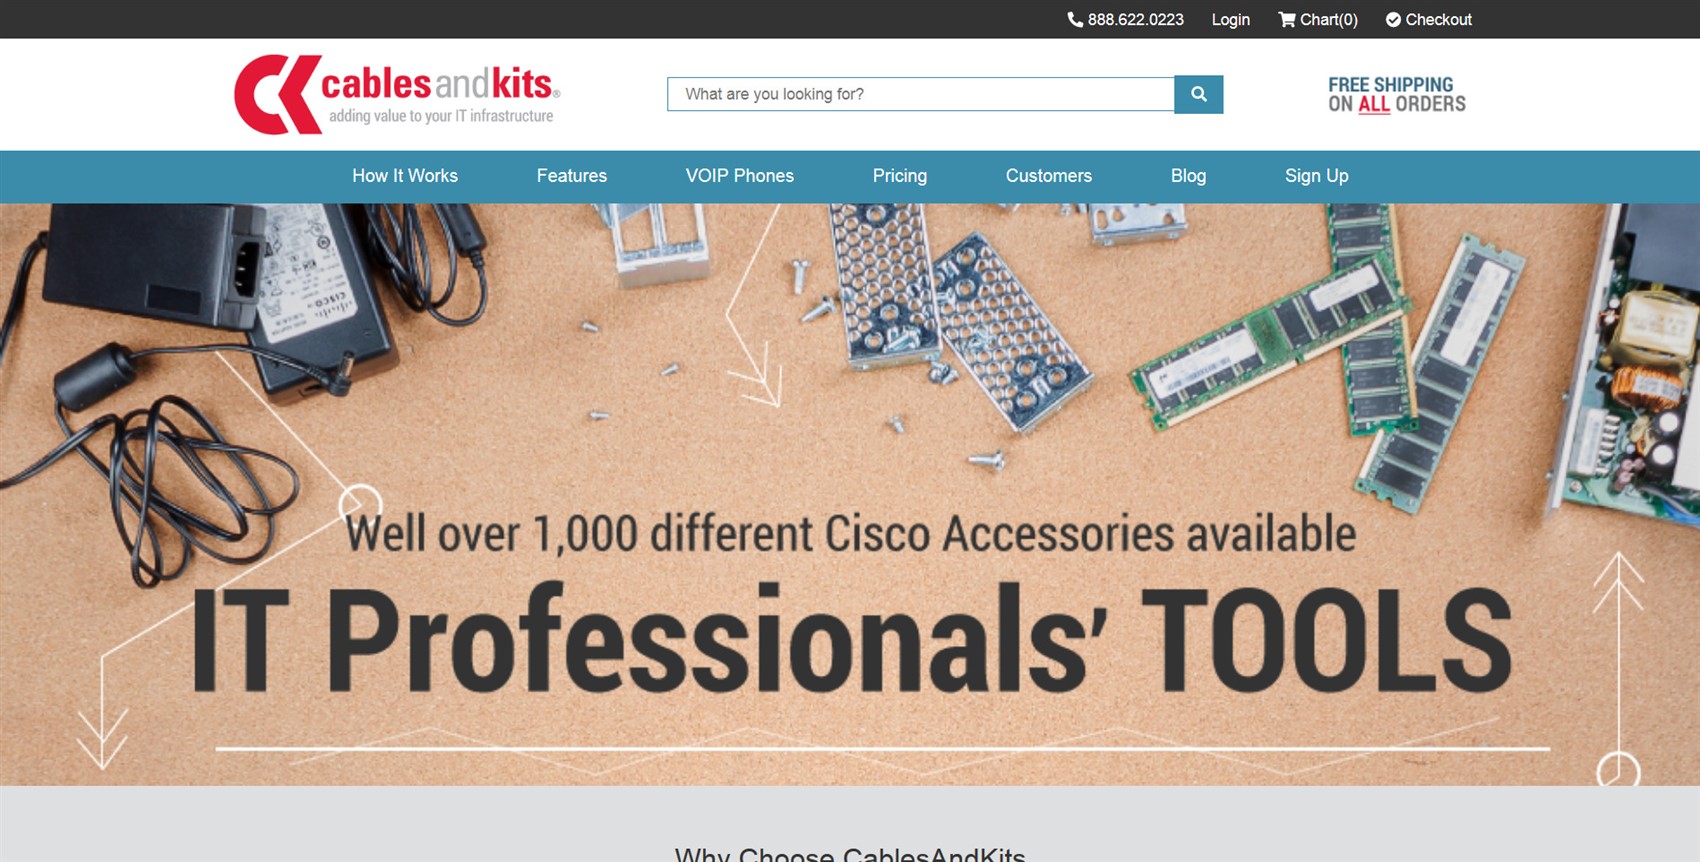 888.622.0223 Login Chart(0) Checkout
cablesandkits®
adding value to your IT infrastructure
What are you looking for?
FREE SHIPPING
ON ALL ORDERS
How It Works Features VOIP Phones Pricing Customers Blog Sign Up
CISCO
Well over 1,000 different Cisco Accessories available
IT Professionals' TOOLS
Why Choose CablesAndKits